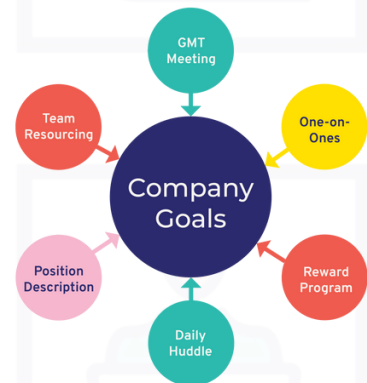 GMT
Meeting
Team
Resourcing
One-on-
Ones
Company
Goals
Position
Description
Reward
Program
Daily
Huddle